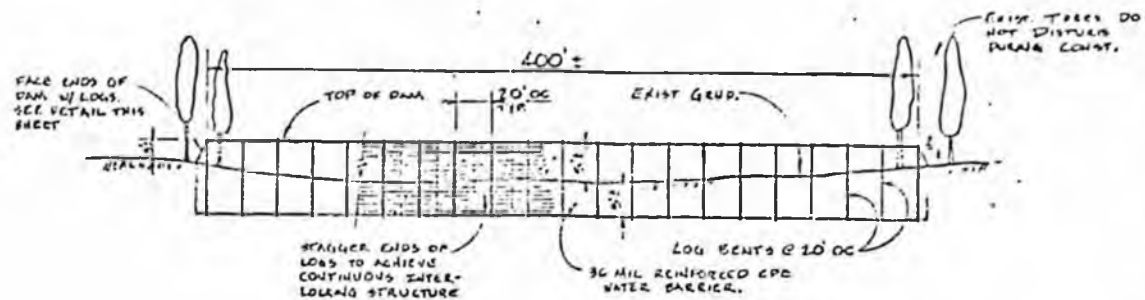 EXIST. TREES DO
NOT DISTURB
DURING CONST.
400' ±
FACE ENDS OF
DAM W/ LOGS.
SEE DETAIL THIS
SHEET
TOP OF DAM
20' OC
TYP.
EXIST GRND.
STAGGER ENDS OF
LOGS TO ACHIEVE
CONTINUOUS INTER-
LOCKING STRUCTURE
36 MIL REINFORCED CPE
WATER BARRIER.
LOG BENTS @ 20' OC